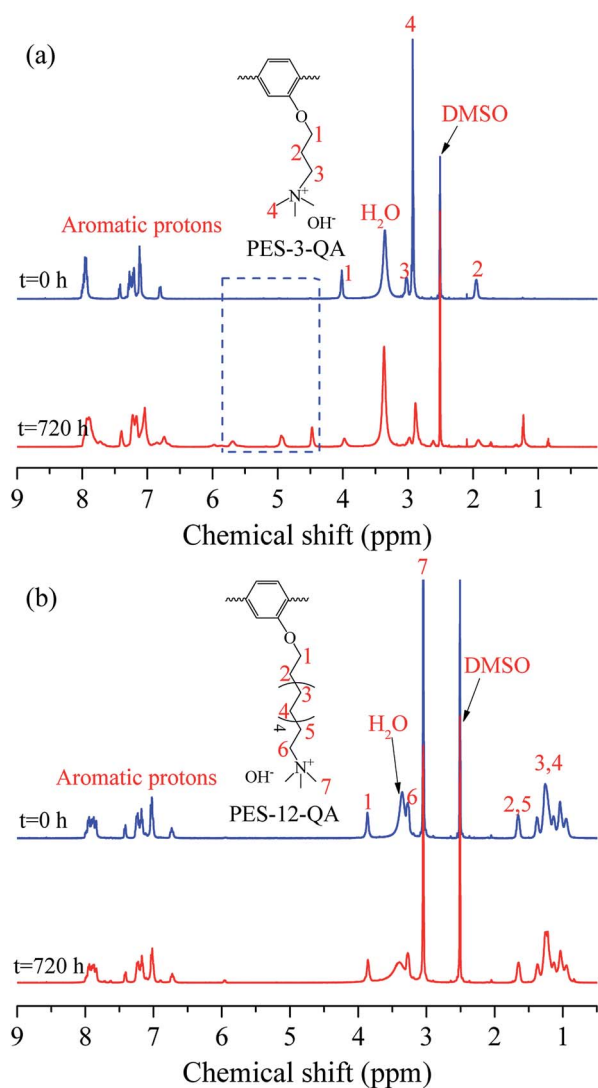 (a)
4
O
1
2
3
N+
4
OH-
PES-3-QA
DMSO
H2O
Aromatic protons
t=0 h
1
3
2
t=720 h
9 8 7 6 5 4 3 2 1
Chemical shift (ppm)
(b)
7
O
1
2
3
4
4
5
6
N+
OH-
7
PES-12-QA
DMSO
H2O
Aromatic protons
t=0 h
1
6
2,5
3,4
t=720 h
9 8 7 6 5 4 3 2 1
Chemical shift (ppm)